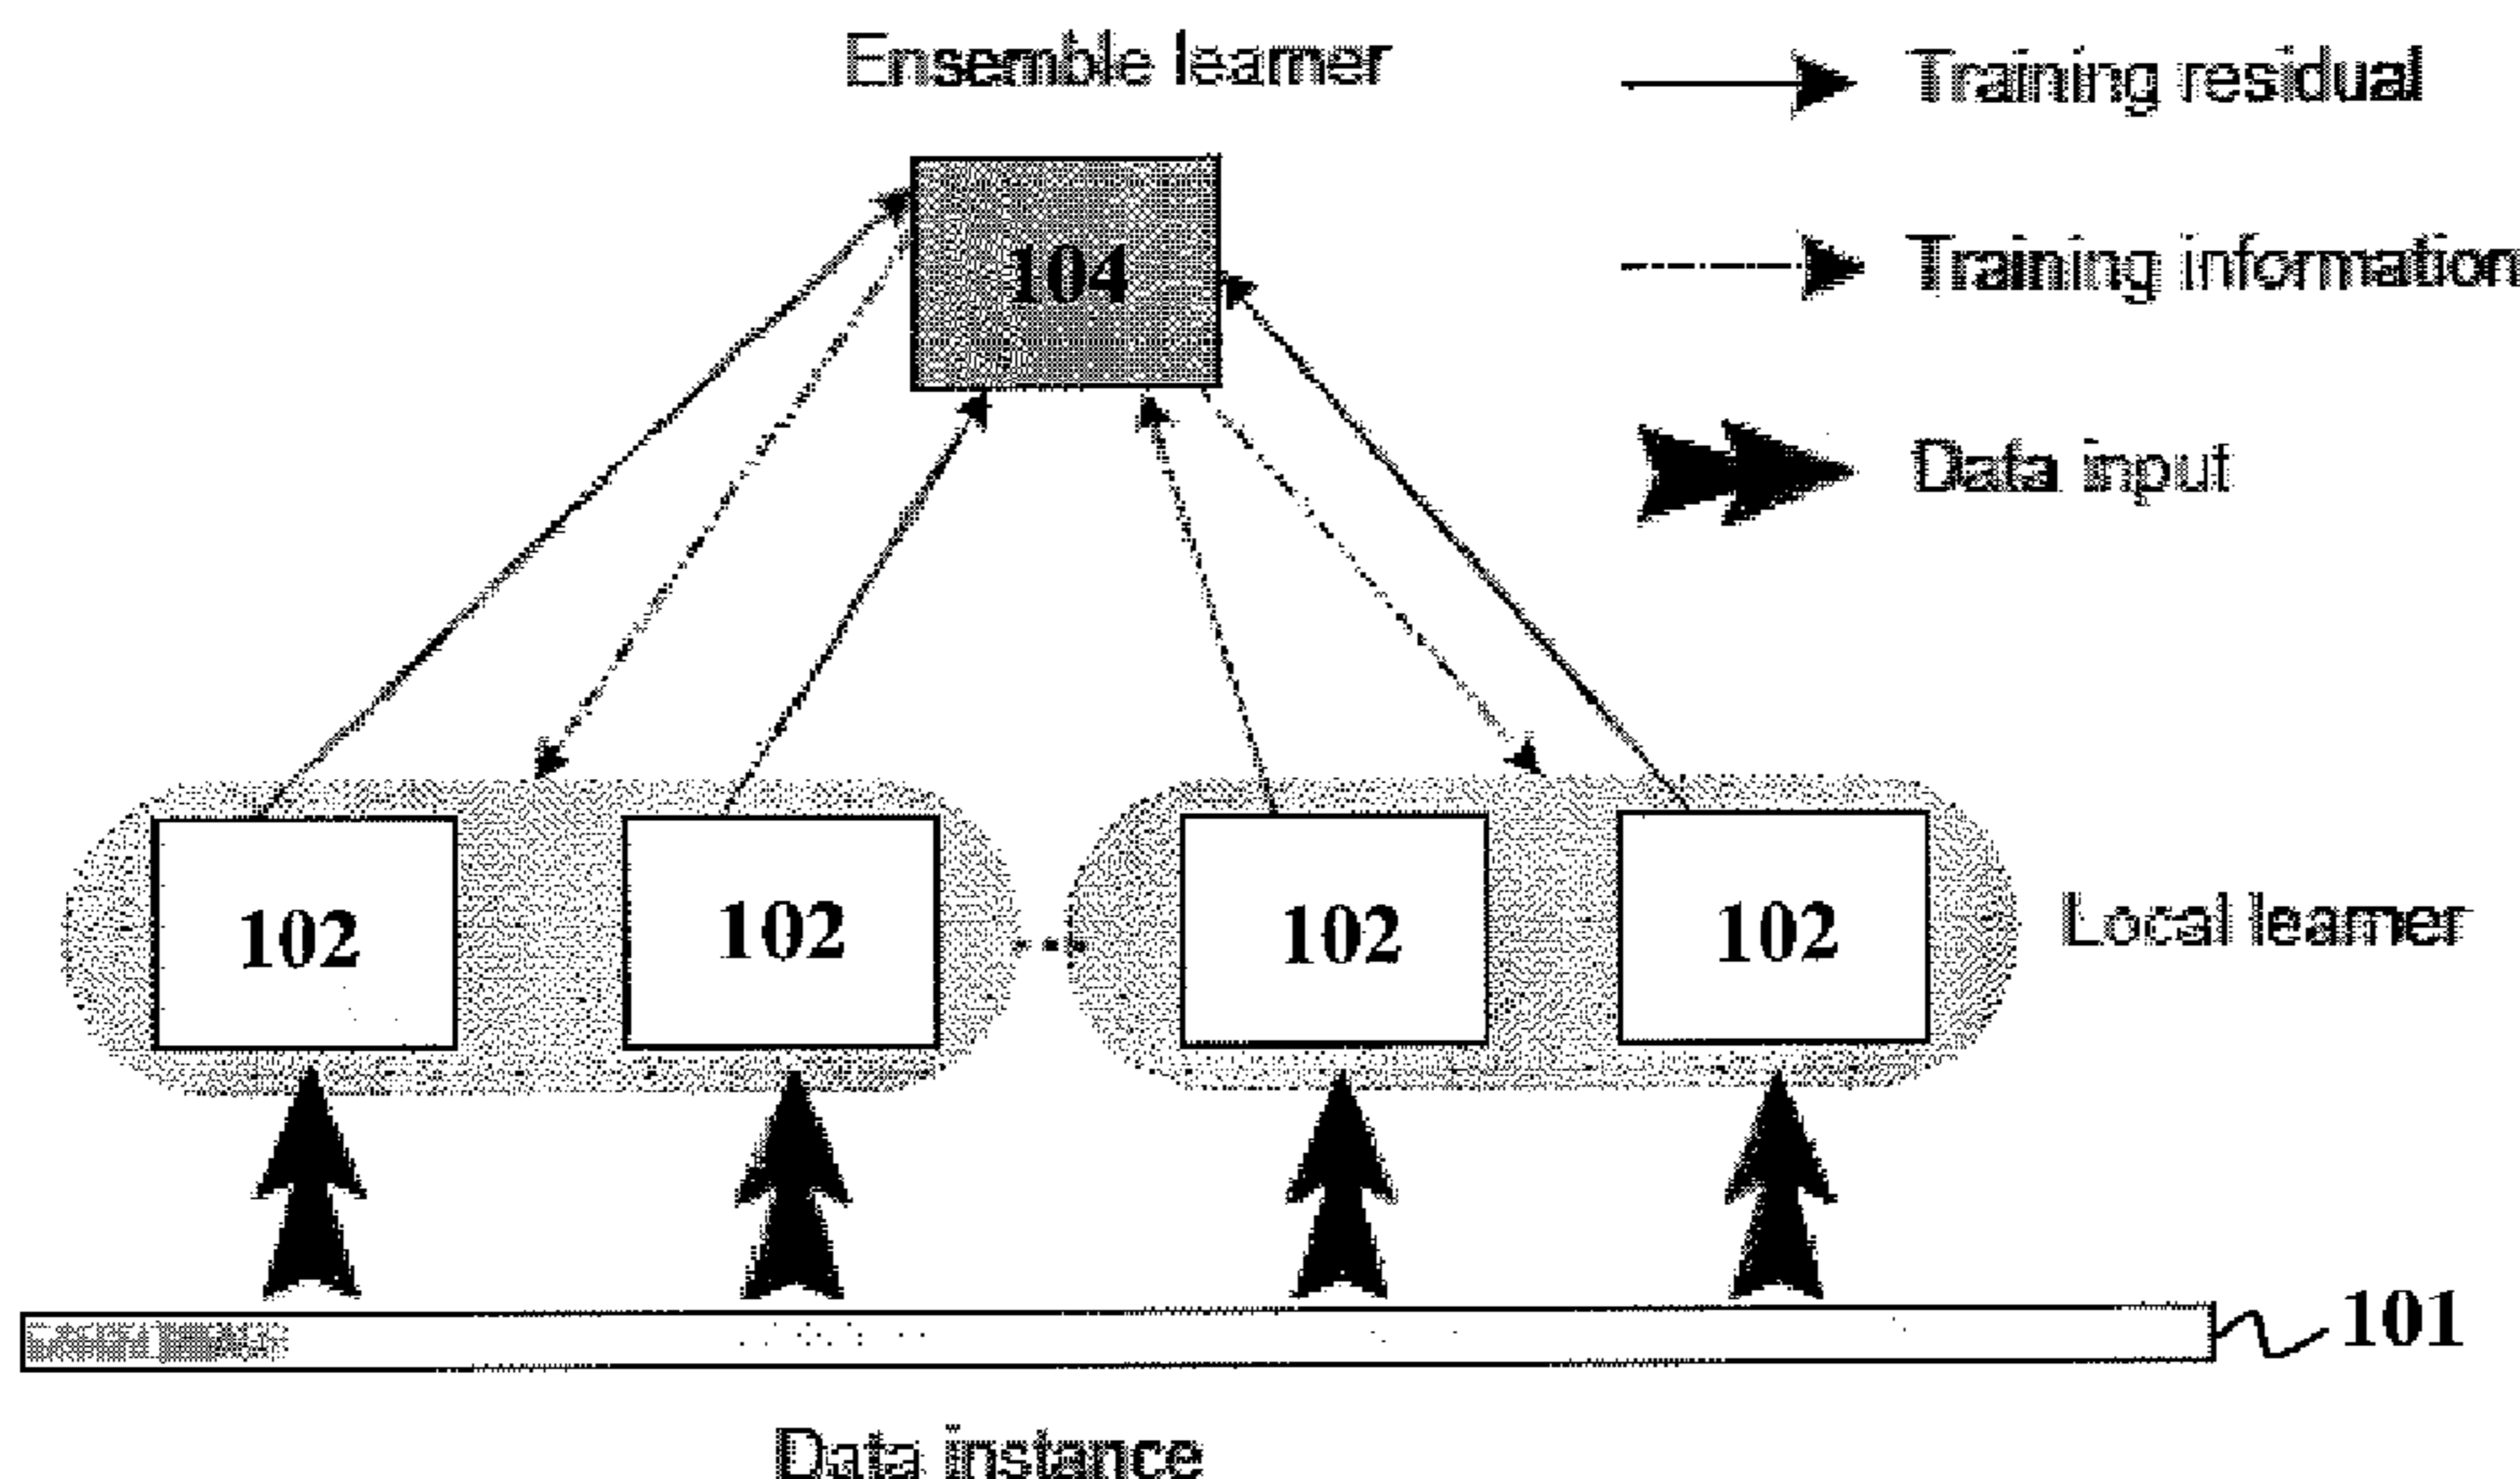 Ensemble learner
Training residual
104
Training information
Data input
102
102
102
102
Local learner
101
Data instance